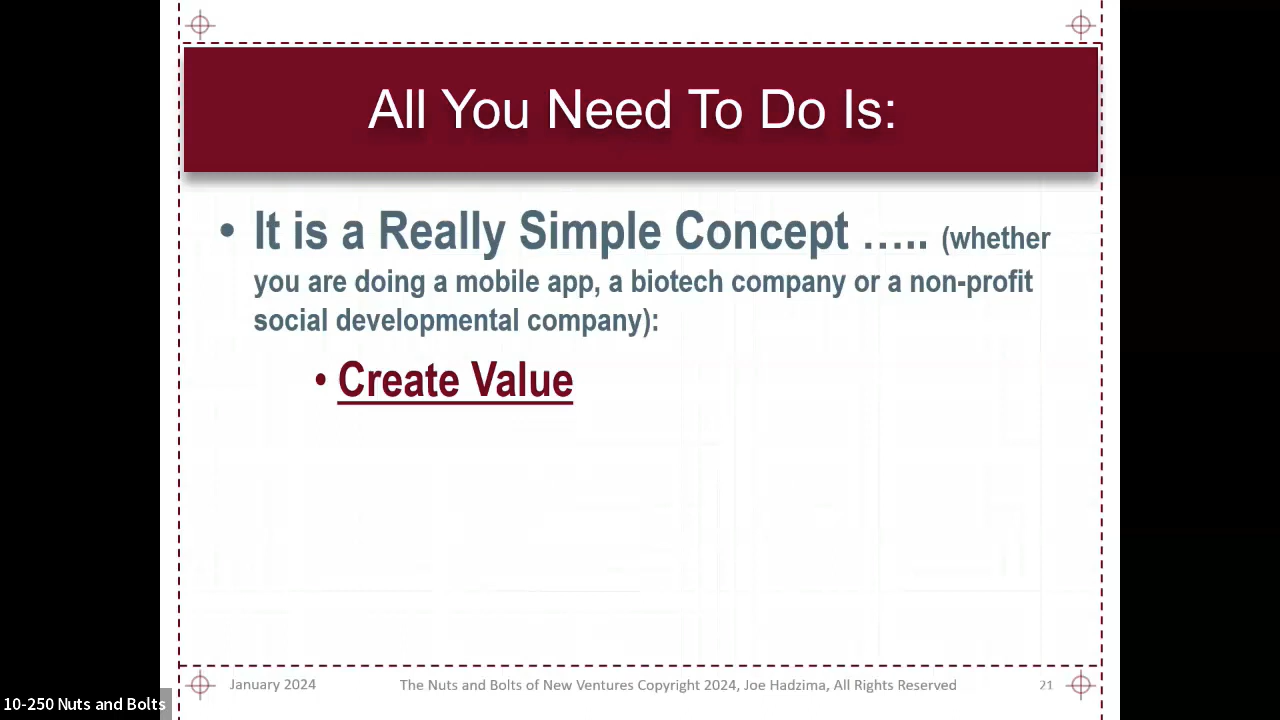 All You Need To Do Is:
• It is a Really Simple Concept ….. (whether
you are doing a mobile app, a biotech company or a non-profit
social developmental company):
• Create Value
January 2024
The Nuts and Bolts of New Ventures Copyright 2024, Joe Hadzima, All Rights Reserved
21
10-250 Nuts and Bolts